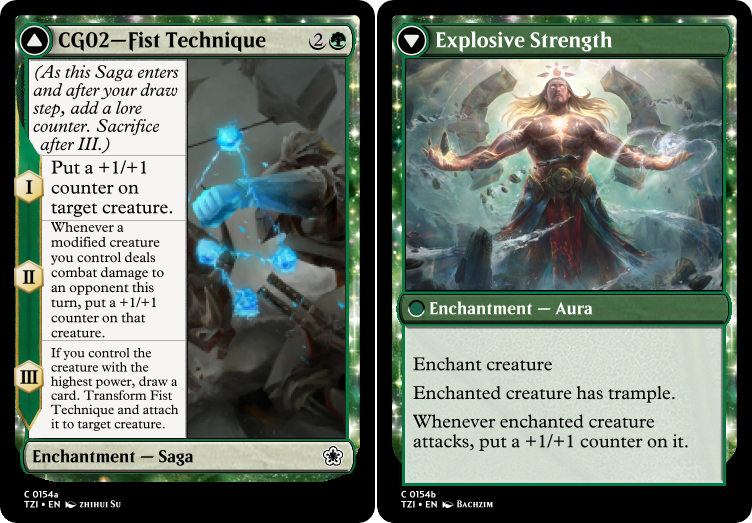 CG02—Fist Technique
2
(As this Saga enters
and after your draw
step, add a lore
counter. Sacrifice
after III.)
I
Put a +1/+1
counter on
target creature.
II
Whenever a
modified creature
you control deals
combat damage to
an opponent this
turn, put a +1/+1
counter on that
creature.
III
If you control the
creature with the
highest power, draw a
card. Transform Fist
Technique and attach
it to target creature.
Enchantment — Saga
C 0154a
TZI • EN zhihui Su
Explosive Strength
Enchantment — Aura
Enchant creature
Enchanted creature has trample.
Whenever enchanted creature
attacks, put a +1/+1 counter on it.
C 0154b
TZI • EN Bachzim